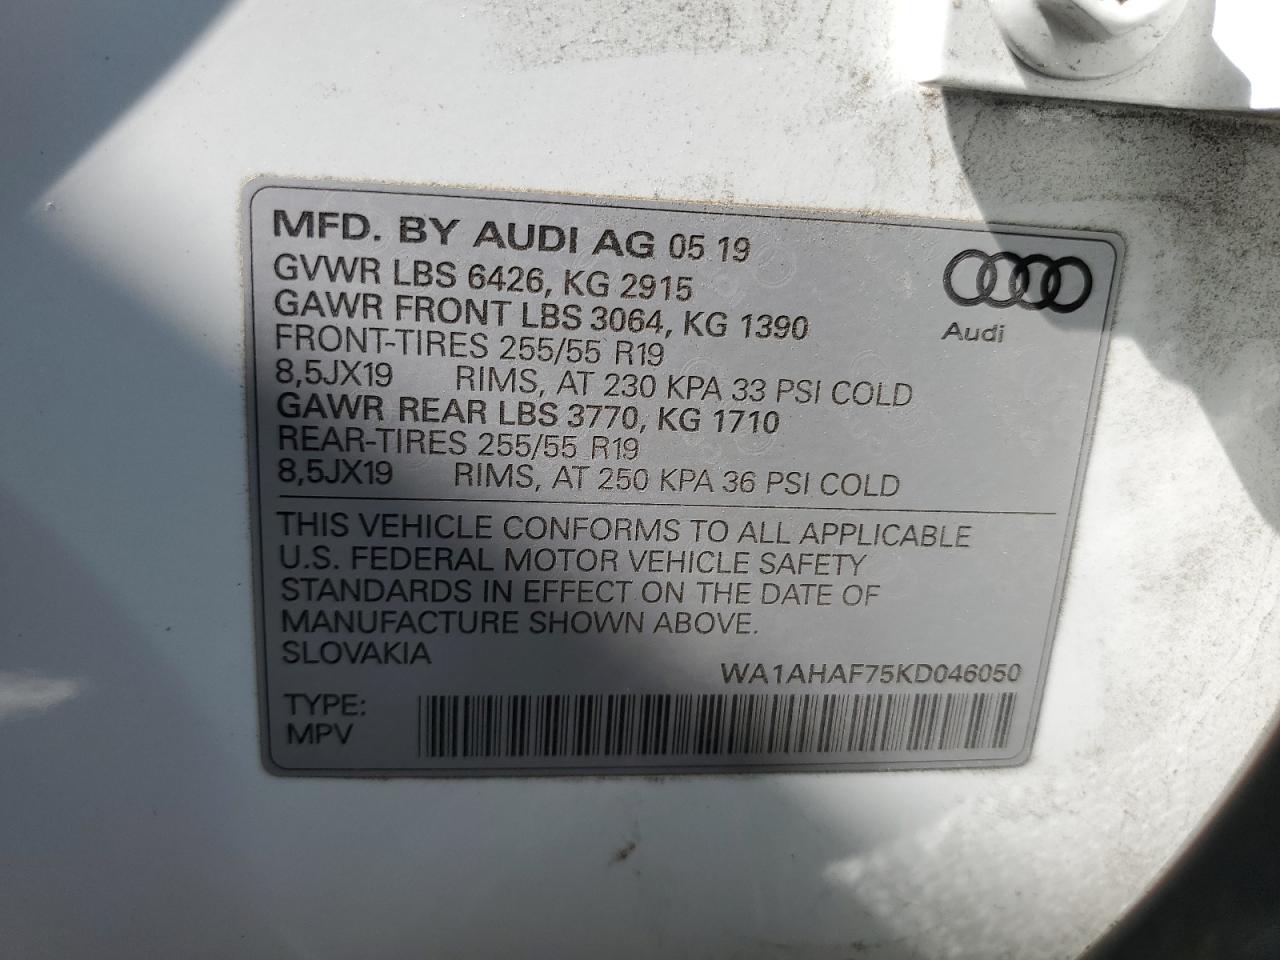 MFD. BY AUDI AG 05 19
GVWR LBS 6426, KG 2915
GAWR FRONT LBS 3064, KG 1390
FRONT-TIRES 255/55 R19
8,5JX19 RIMS, AT 230 KPA 33 PSI COLD
GAWR REAR LBS 3770, KG 1710
REAR-TIRES 255/55 R19
8,5JX19 RIMS, AT 250 KPA 36 PSI COLD
Audi
THIS VEHICLE CONFORMS TO ALL APPLICABLE
U.S. FEDERAL MOTOR VEHICLE SAFETY
STANDARDS IN EFFECT ON THE DATE OF
MANUFACTURE SHOWN ABOVE.
SLOVAKIA
WA1AHAF75KD046050
TYPE:
MPV